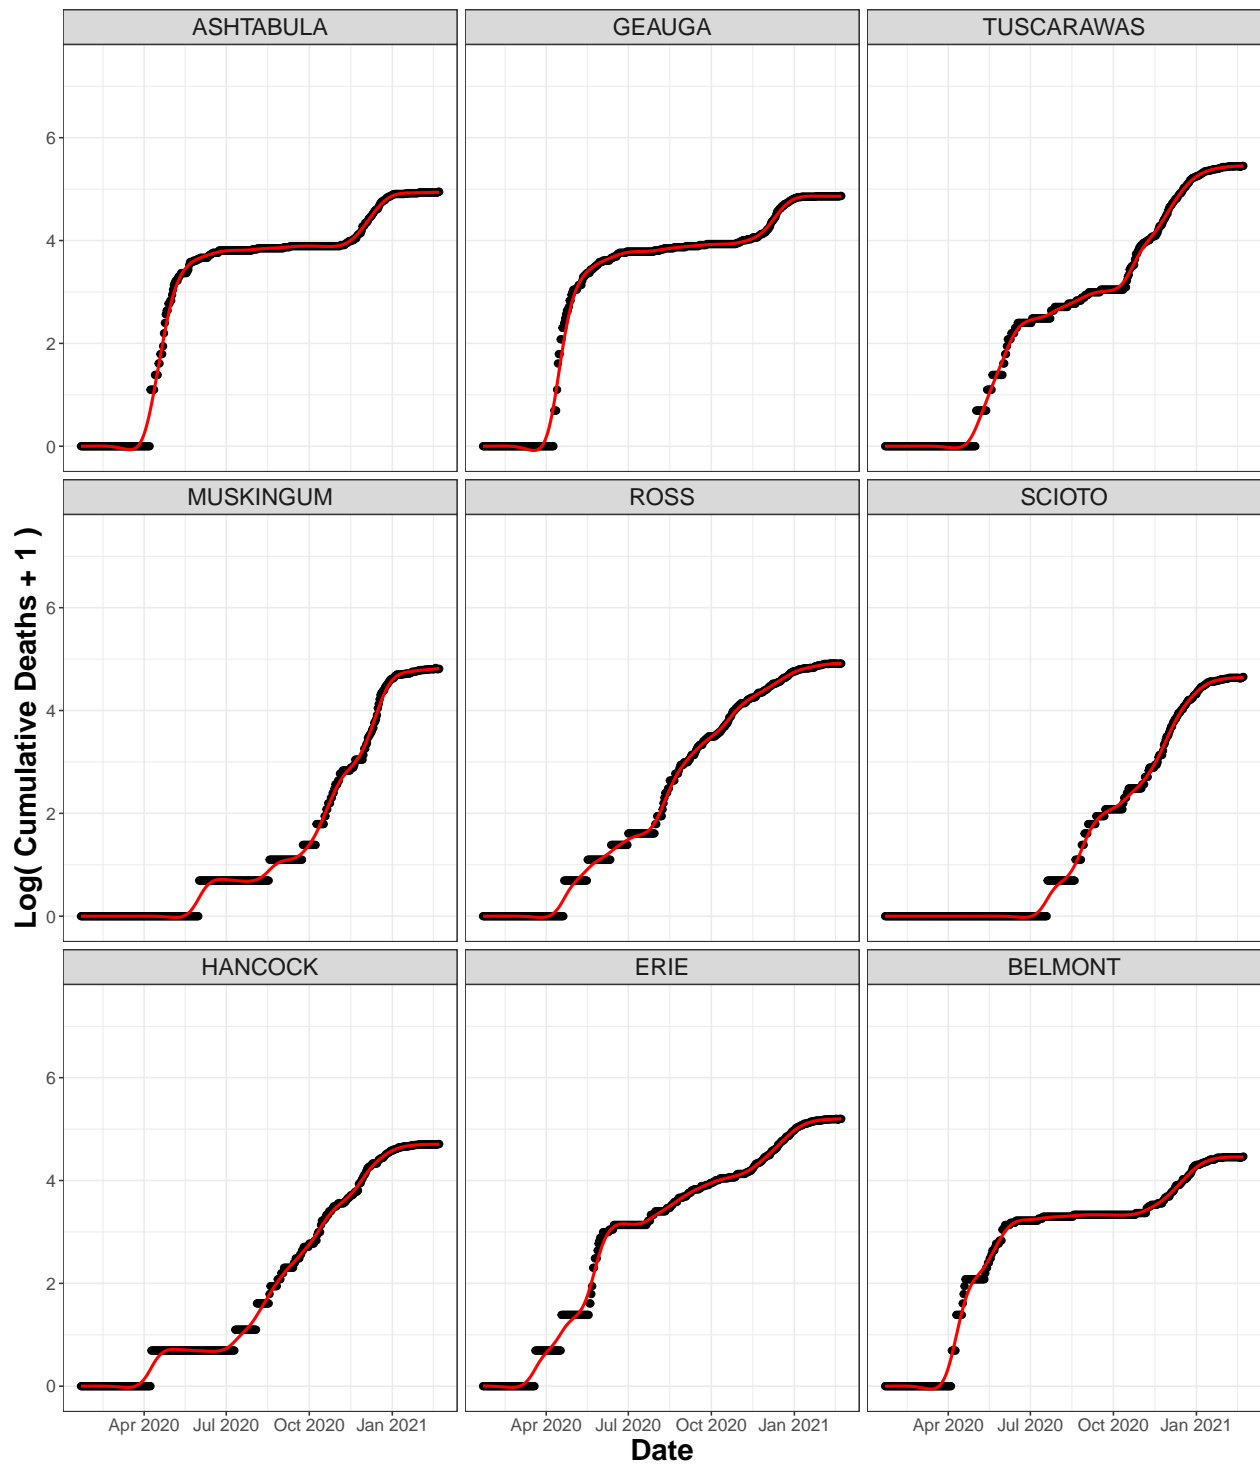 ASHTABULA GEAUGA TUSCARAWAS
6
4
2
0
MUSKINGUM ROSS SCIOTO
6
4
2
0
Log( Cumulative Deaths + 1 )
HANCOCK ERIE BELMONT
6
4
2
0
Apr 2020 Jul 2020 Oct 2020 Jan 2021 Apr 2020 Jul 2020 Oct 2020 Jan 2021 Apr 2020 Jul 2020 Oct 2020 Jan 2021
Date